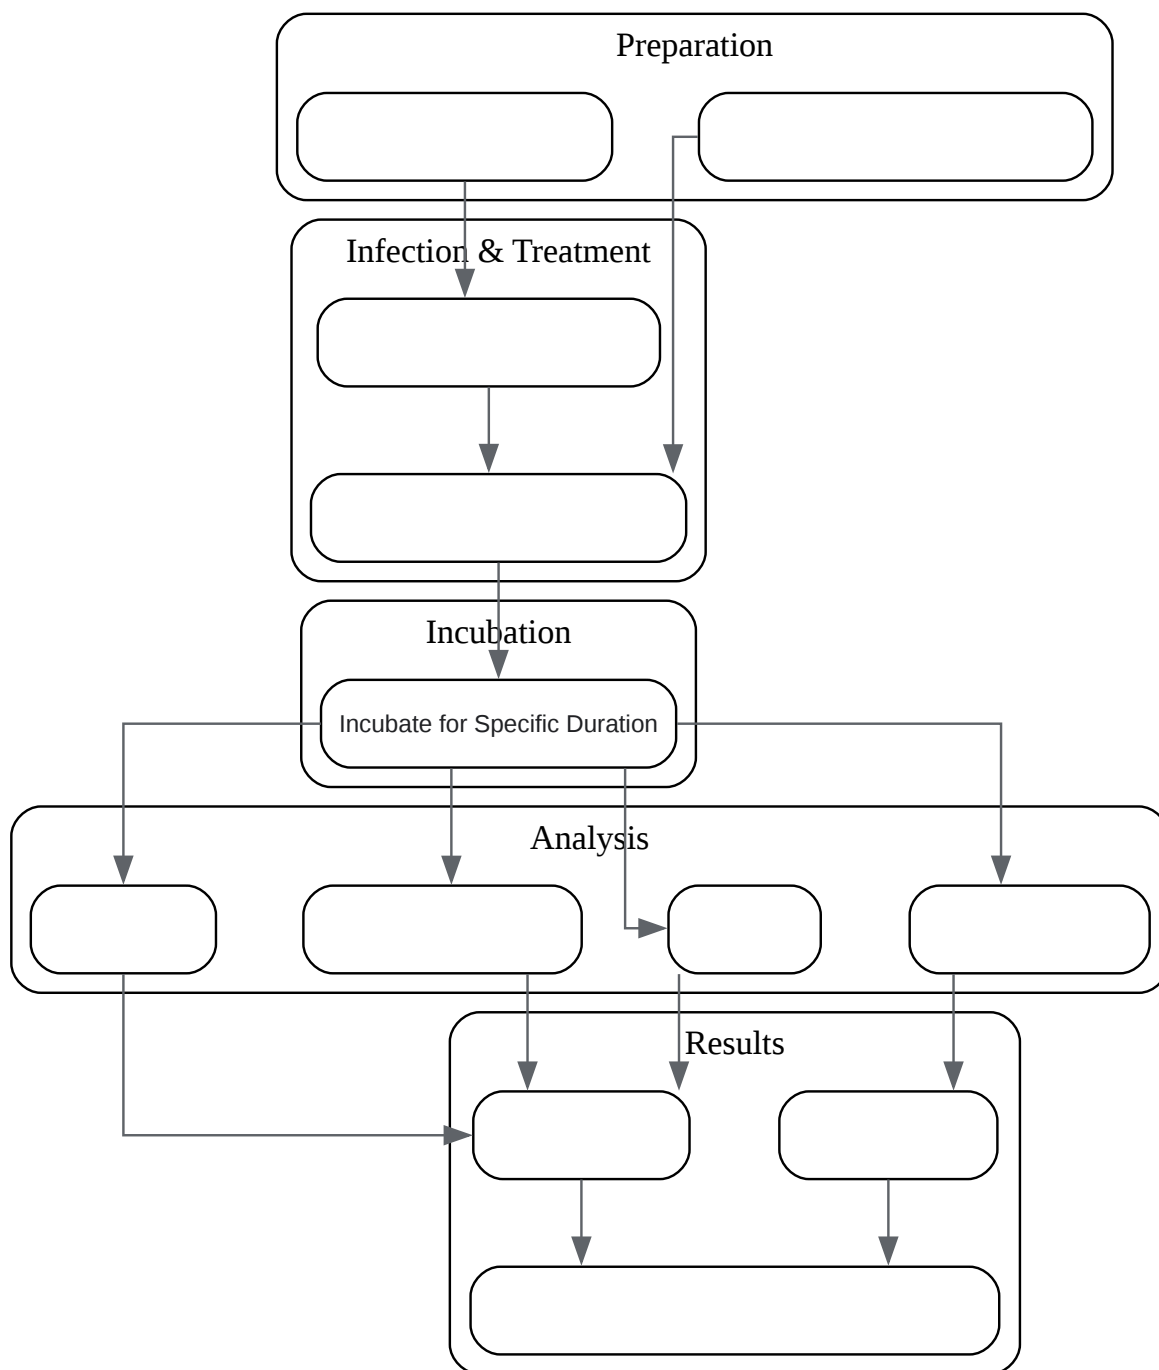 Preparation
Infection & Treatment
Incubation
Incubate for Specific Duration
Analysis
Results